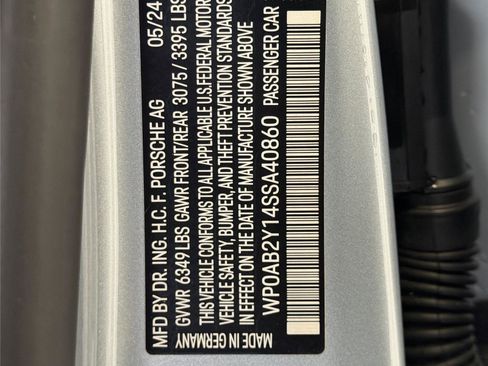 MFD BY DR. ING. H.C. F. PORSCHE AG 05/24
GVWR 6349 LBS GAWR FRONT/REAR 3075 / 3395 LBS
THIS VEHICLE CONFORMS TO ALL APPLICABLE U.S. FEDERAL MOTOR
VEHICLE SAFETY, BUMPER, AND THEFT PREVENTION STANDARDS
IN EFFECT ON THE DATE OF MANUFACTURE SHOWN ABOVE
WP0AB2Y14SSA40860 PASSENGER CAR
MADE IN GERMANY